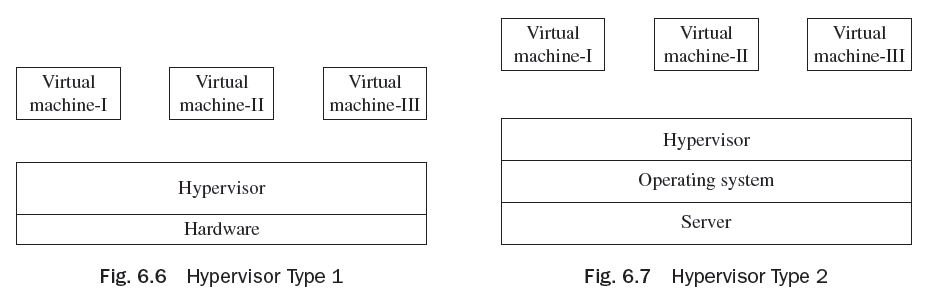 Virtual
machine-I
Virtual
machine-II
Virtual
machine-III
Hypervisor
Hardware
Fig. 6.6 Hypervisor Type 1
Virtual
machine-I
Virtual
machine-II
Virtual
machine-III
Hypervisor
Operating system
Server
Fig. 6.7 Hypervisor Type 2